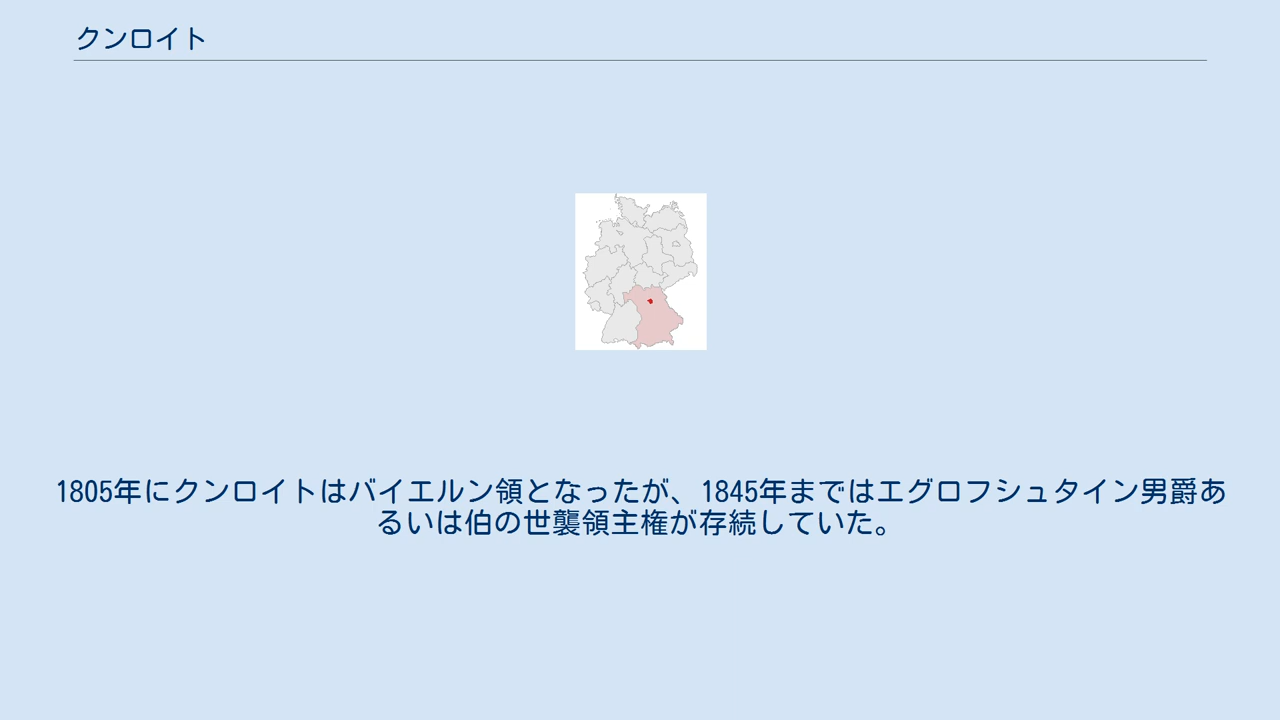 クンロイト
1805年にクンロイトはバイエルン領となったが、1845年まではエグロフシュタイン男爵あ
るいは伯の世襲領主権が存続していた。